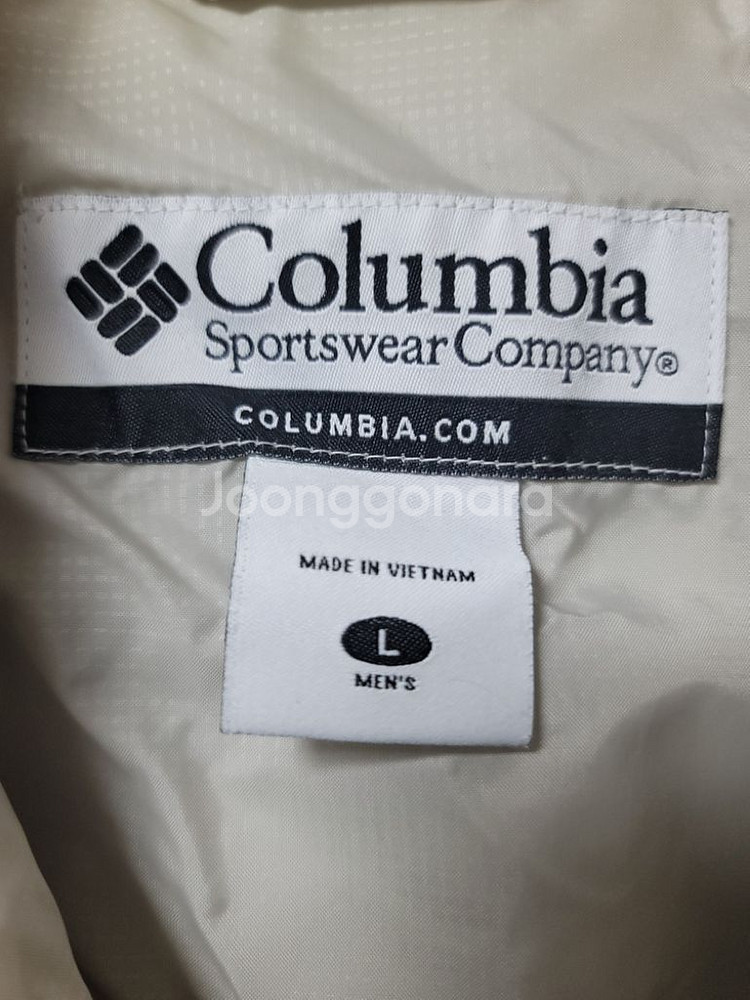 Columbia
Sportswear Company®
COLUMBIA.COM
Joonggonara
MADE IN VIETNAM
L
MEN'S